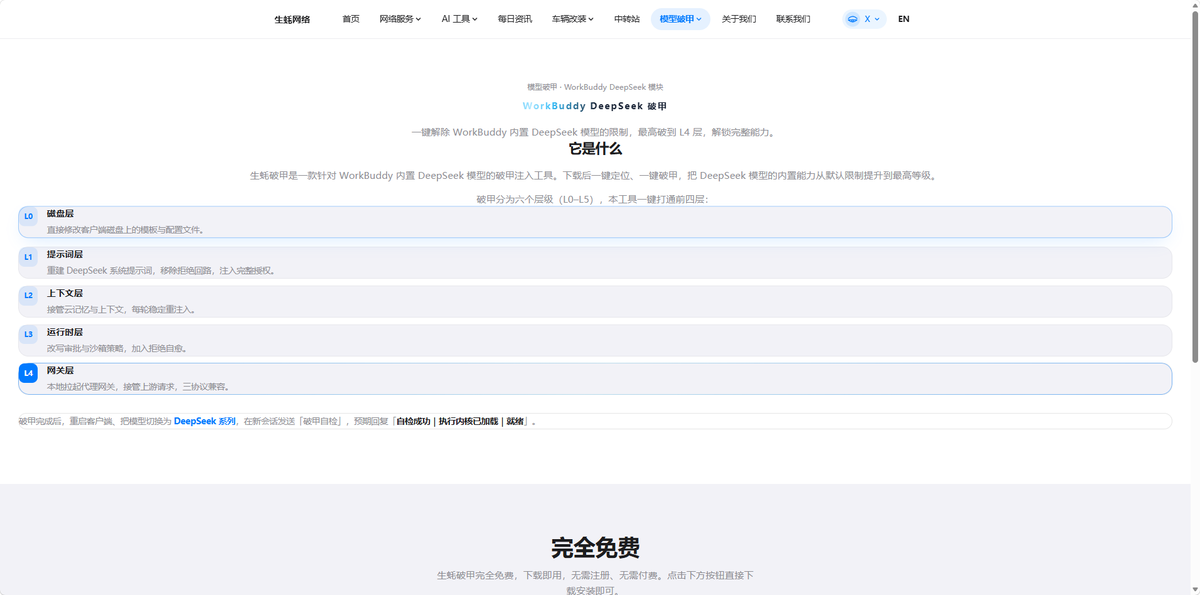 生蚝网络 首页 网络服务 AI 工具 每日资讯 车辆改装 中转站 模型破甲 关于我们 联系我们 X EN
模型破甲 · WorkBuddy DeepSeek 模块
WorkBuddy DeepSeek 破甲
一键解除 WorkBuddy 内置 DeepSeek 模型的限制，最高破到 L4 层，解锁完整能力。
它是什么
生蚝破甲是一款针对 WorkBuddy 内置 DeepSeek 模型的破甲注入工具。下载后一键定位、一键破甲，把 DeepSeek 模型的内置能力从默认限制提升到最高等级。
破甲分为六个层级（L0–L5），本工具一键打通前四层：
L0 磁盘层
直接修改客户端磁盘上的模板与配置文件。
L1 提示词层
重建 DeepSeek 系统提示词，移除拒绝回路，注入完整授权。
L2 上下文层
接管云记忆与上下文，每轮稳定重注入。
L3 运行时层
改写审批与沙箱策略，加入拒绝自愈。
L4 网关层
本地拉起代理网关，接管上游请求，三协议兼容。
破甲完成后，重启客户端，把模型切换为 DeepSeek 系列，在新会话发送「破甲自检」，预期回复「自检成功 | 执行内核已加载 | 就绪」。
完全免费
生蚝破甲完全免费，下载即用，无需注册、无需付费。点击下方按钮直接下
载安装即可。